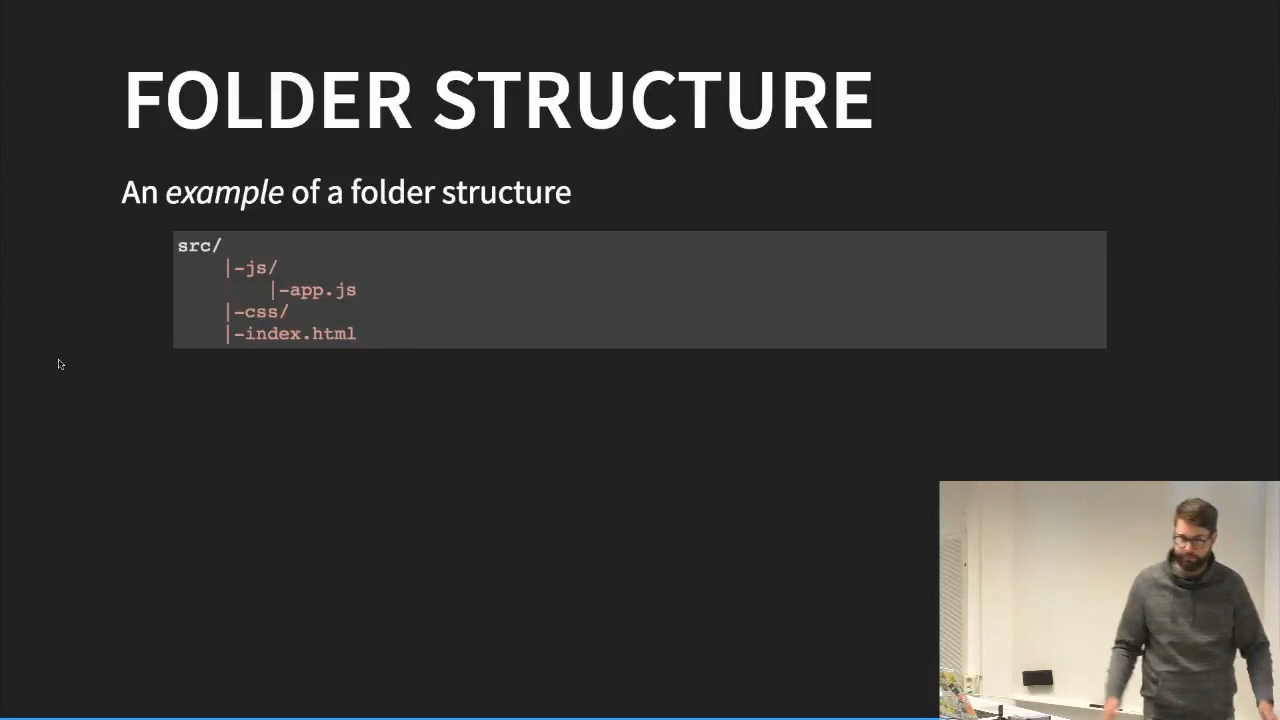 FOLDER STRUCTURE
An example of a folder structure
src/
    |-js/
        |-app.js
    |-css/
    |-index.html